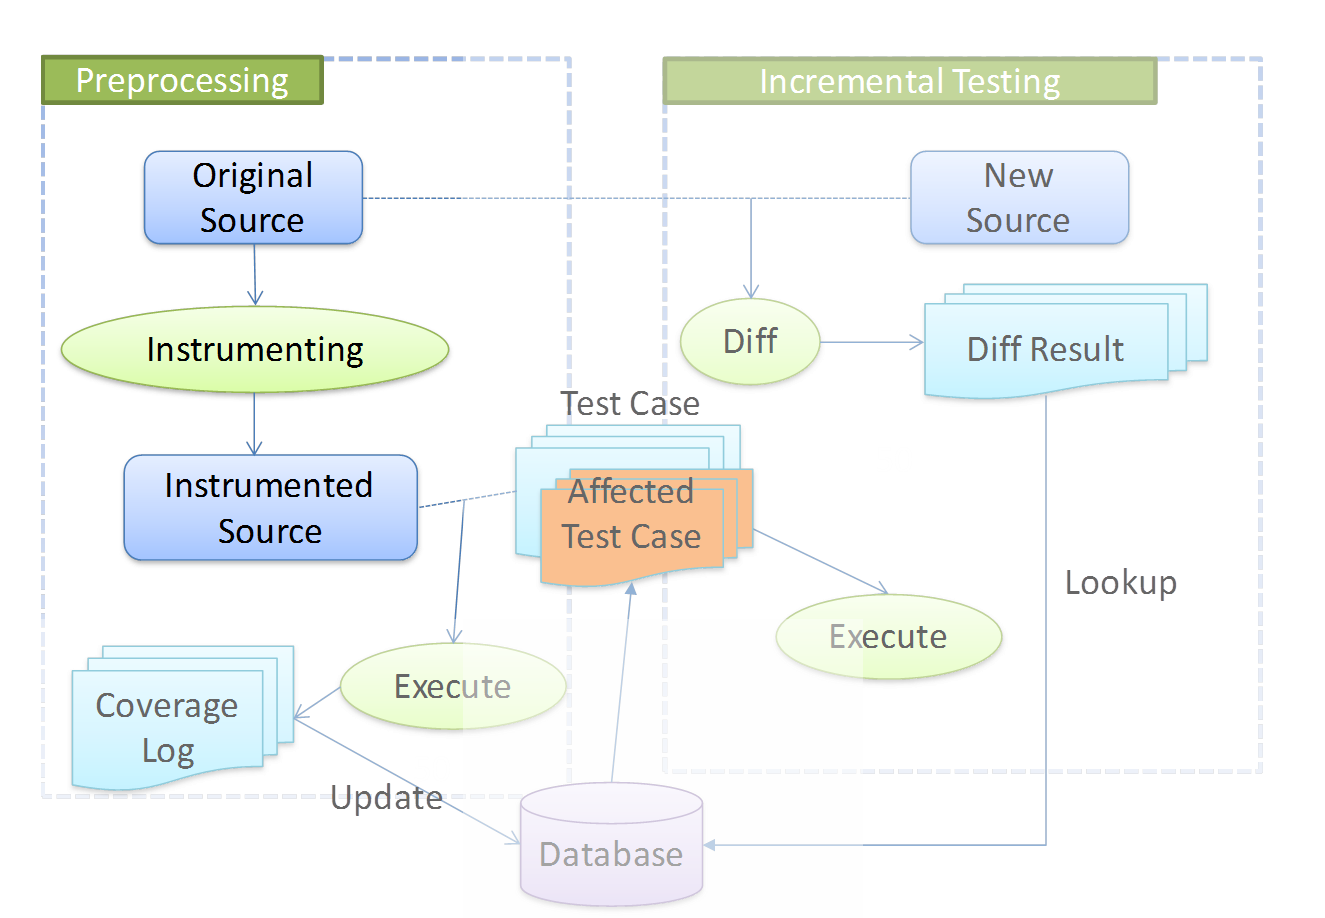 Preprocessing
Incremental Testing
Original
Source
New
Source
Instrumenting
Diff
Diff Result
Test Case
Instrumented
Source
Affected
Test Case
Lookup
Execute
Execute
Coverage
Log
Update
Database